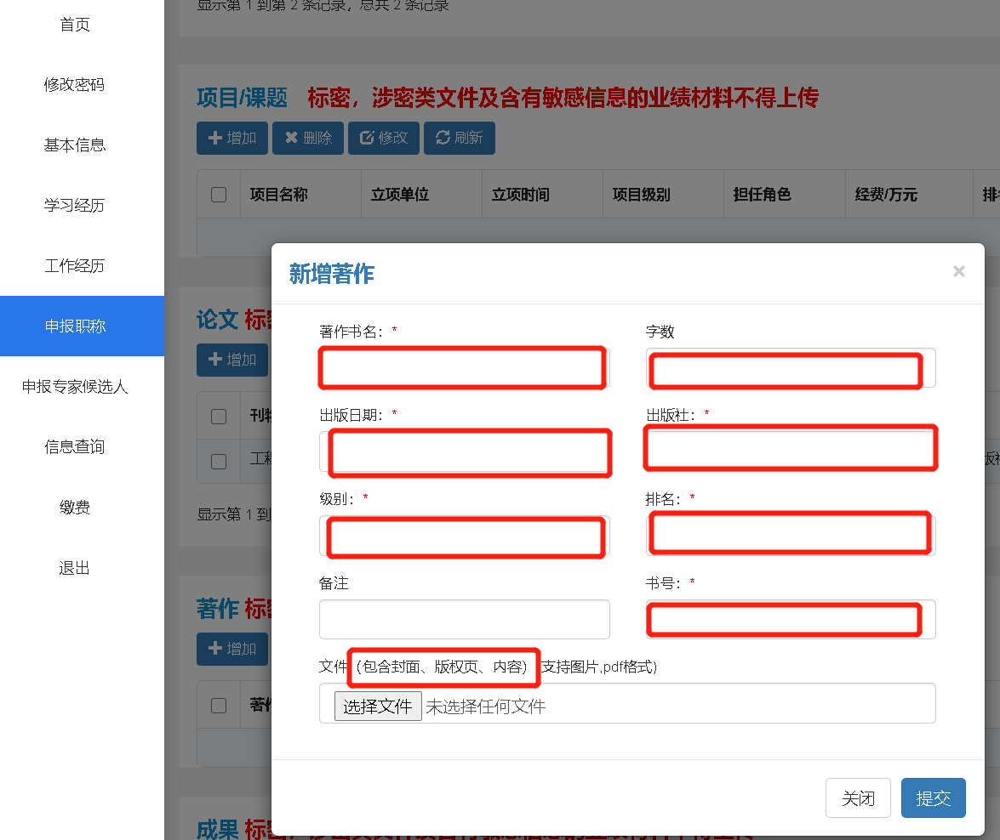 首页
修改密码
基本信息
学习经历
工作经历
申报职称
申报专家候选人
信息查询
缴费
退出
显示第 1 到第 2 条记录，总共 2 条记录
项目/课题 标密，涉密类文件及含有敏感信息的业绩材料不得上传
增加 删除 修改 刷新
项目名称 立项单位 立项时间 项目级别 担任角色 经费/万元
论文 标
增加
刊
工
显示第 1 到
著作 标
增加
著
成果 标
新增著作 ×
著作书名： * 字数
出版日期： * 出版社： *
级别： * 排名： *
备注 书号： *
文件 (包含封面、版权页、内容) 支持图片,pdf格式)
选择文件 未选择任何文件
关闭 提交